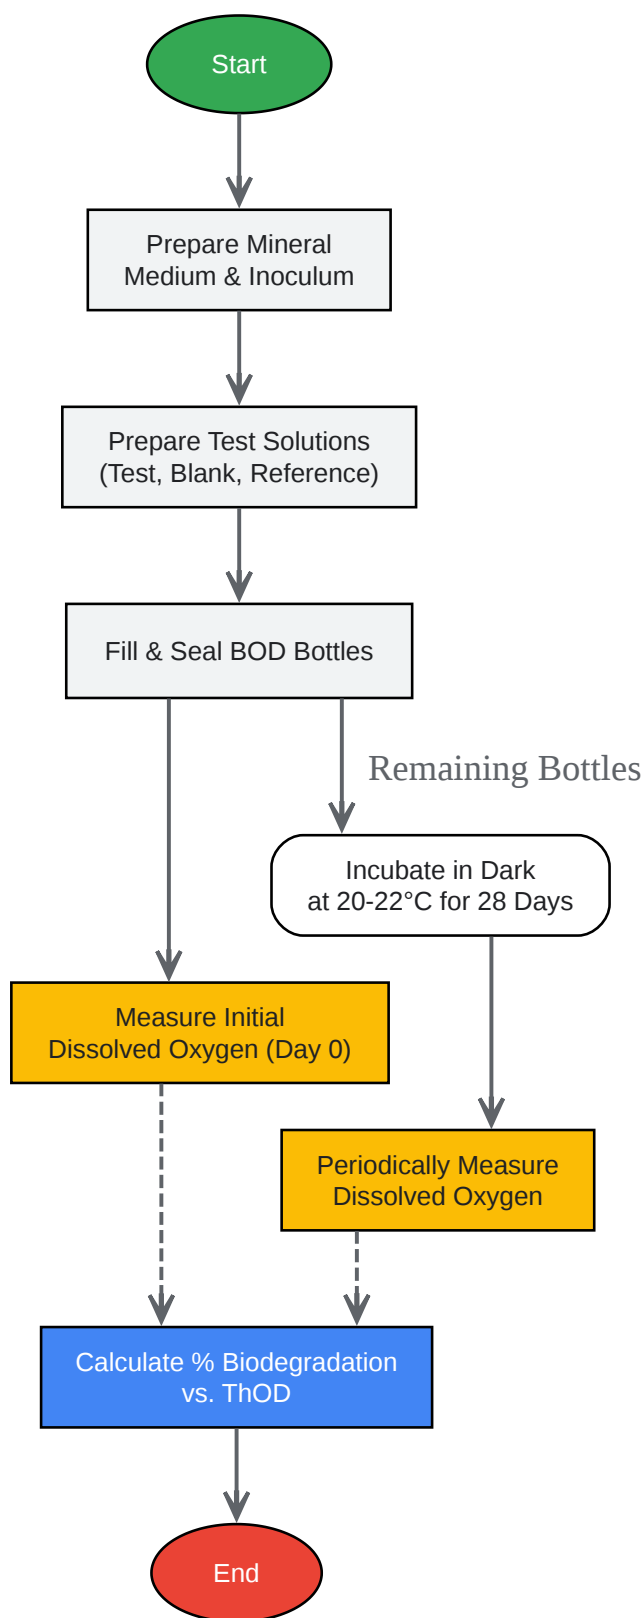 Start
Prepare Mineral
Medium & Inoculum
Prepare Test Solutions
(Test, Blank, Reference)
Fill & Seal BOD Bottles
Remaining Bottles
Incubate in Dark
at 20-22°C for 28 Days
Measure Initial
Dissolved Oxygen (Day 0)
Periodically Measure
Dissolved Oxygen
Calculate % Biodegradation
vs. ThOD
End